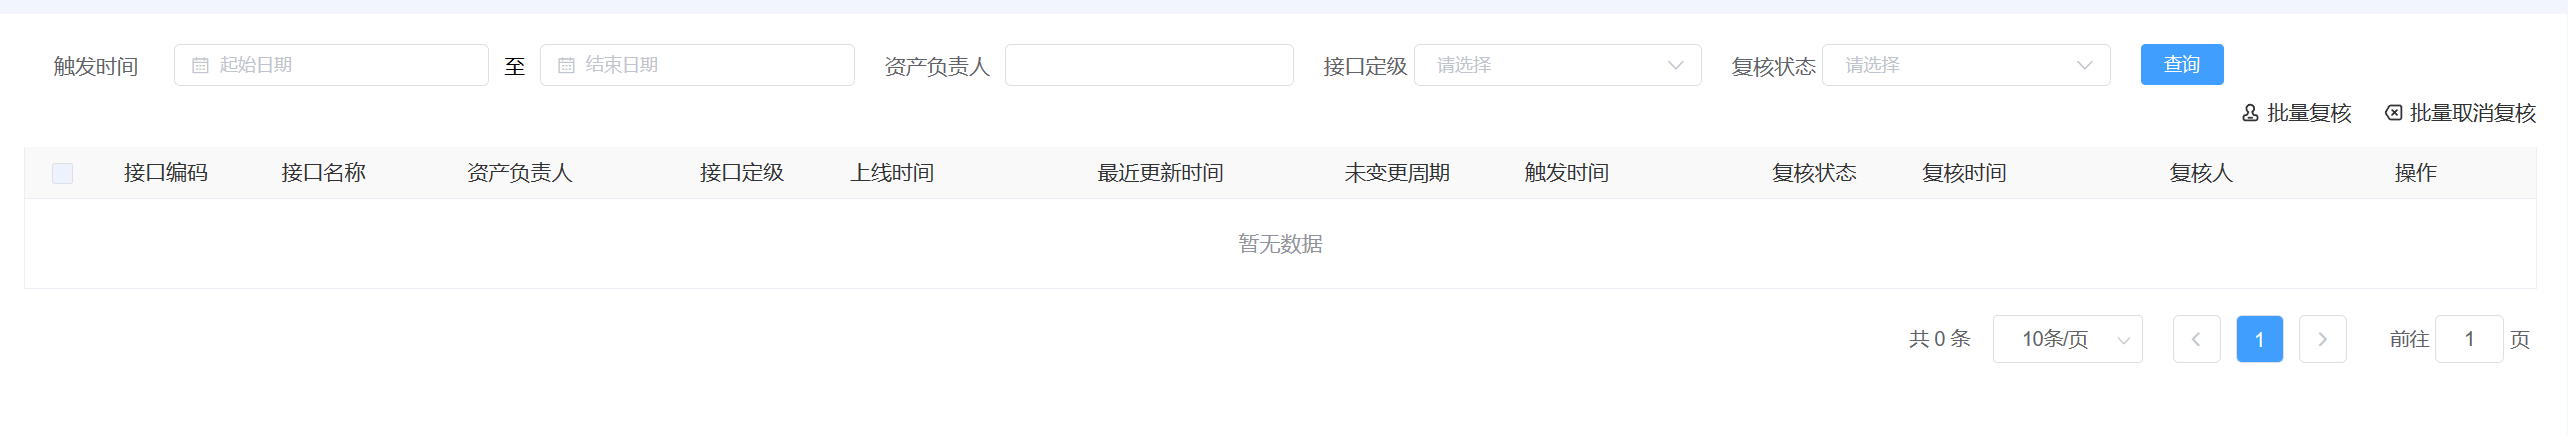 触发时间 起始日期 至 结束日期 资产负责人 接口定级 请选择 复核状态 请选择 查询
批量复核 批量取消复核
接口编码 接口名称 资产负责人 接口定级 上线时间 最近更新时间 未变更周期 触发时间 复核状态 复核时间 复核人 操作
暂无数据
共 0 条 10条/页 1 前往 1 页